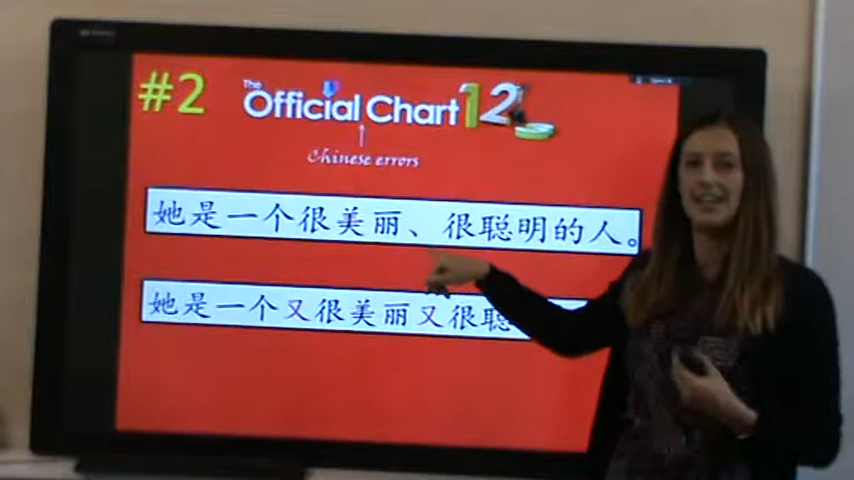 #2
The
Official Chart 12
Chinese errors
她是一个很美丽、很聪明的人。
她是一个又很美丽又很聪